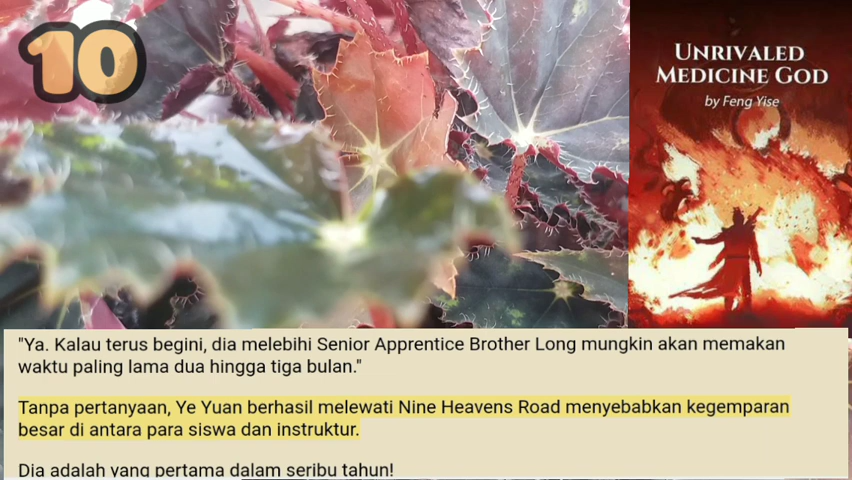 10
UNRIVALED
MEDICINE GOD
by Feng Yise
"Ya. Kalau terus begini, dia melebihi Senior Apprentice Brother Long mungkin akan memakan
waktu paling lama dua hingga tiga bulan."
Tanpa pertanyaan, Ye Yuan berhasil melewati Nine Heavens Road menyebabkan kegemparan
besar di antara para siswa dan instruktur.
Dia adalah yang pertama dalam seribu tahun!